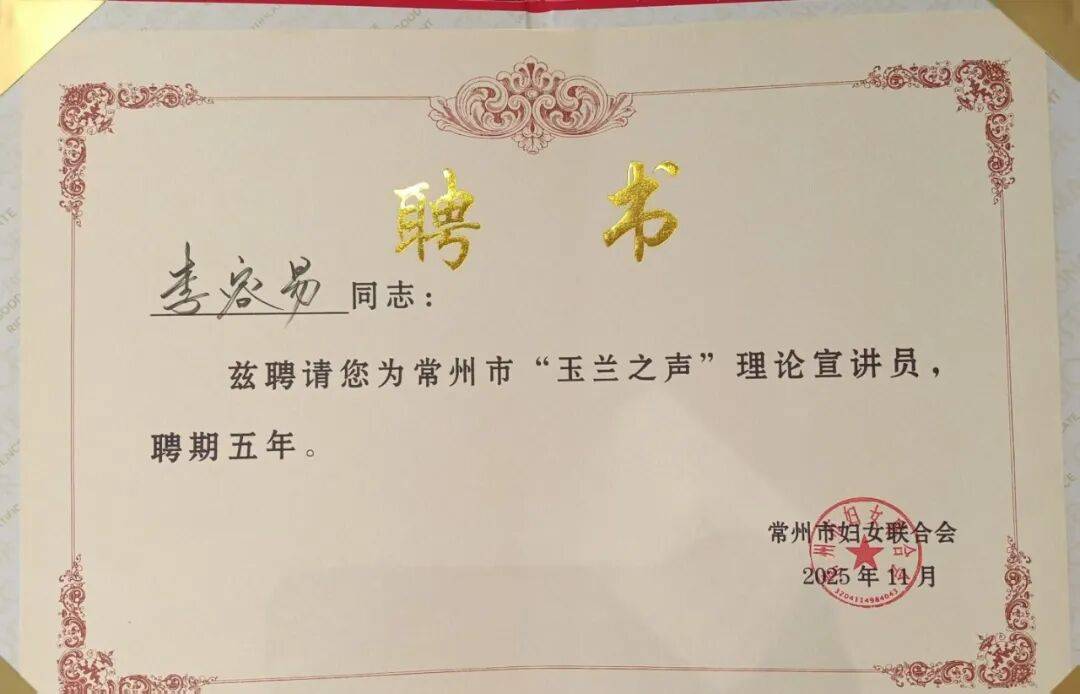 聘书
李容易同志：
兹聘请您为常州市“玉兰之声”理论宣讲员，
聘期五年。
常州市妇女联合会
2025年11月